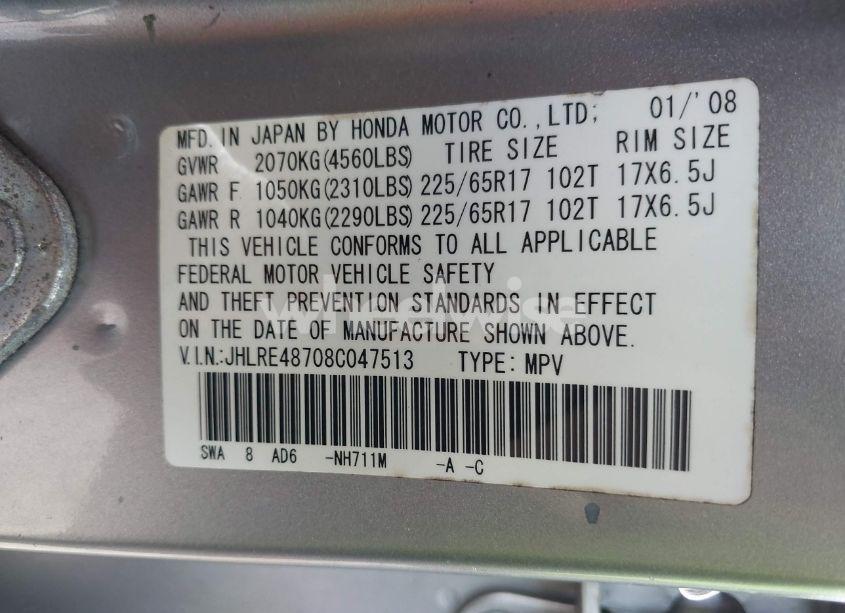 MFD. IN JAPAN BY HONDA MOTOR CO.,LTD; 01/'08
GVWR 2070KG(4560LBS) TIRE SIZE RIM SIZE
GAWR F 1050KG(2310LBS) 225/65R17 102T 17X6.5J
GAWR R 1040KG(2290LBS) 225/65R17 102T 17X6.5J
THIS VEHICLE CONFORMS TO ALL APPLICABLE
FEDERAL MOTOR VEHICLE SAFETY
AND THEFT PREVENTION STANDARDS IN EFFECT
ON THE DATE OF MANUFACTURE SHOWN ABOVE.
V.I.N.:JHLRE48708C047513 TYPE: MPV
SWA 8 AD6 -NH711M -A -C
wheelwise